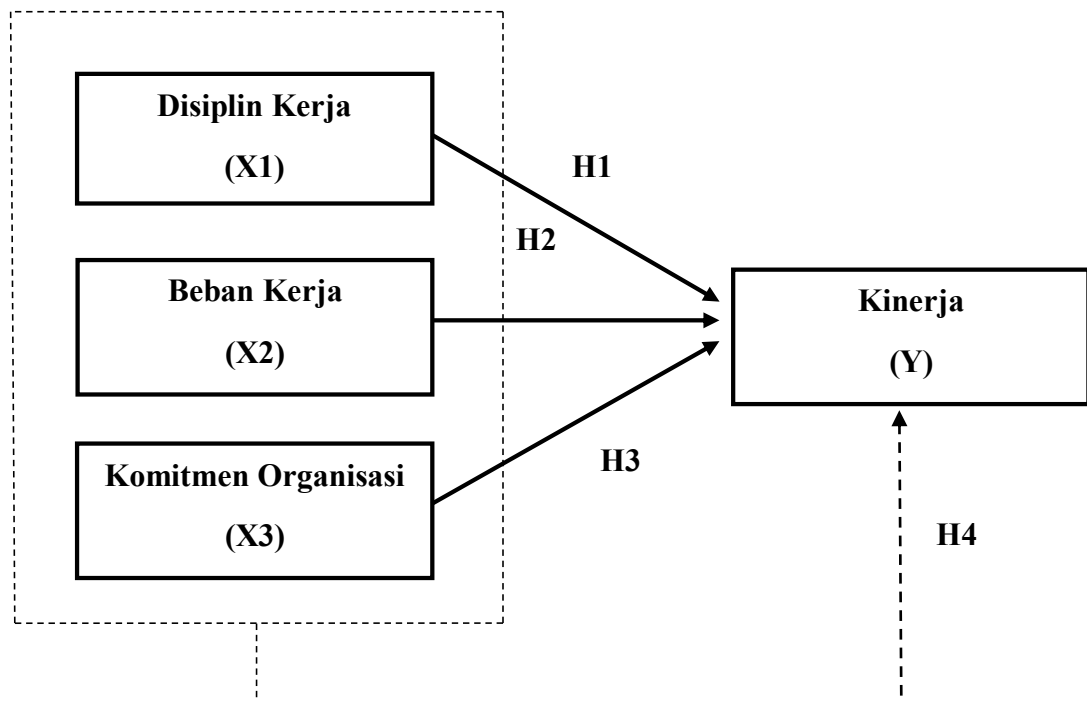 Disiplin Kerja
(X1)
H1
H2
Beban Kerja
(X2)
Kinerja
(Y)
Komitmen Organisasi
(X3)
H3
H4